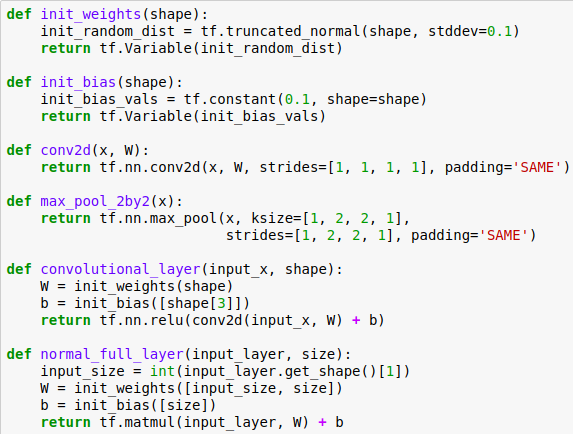 def init_weights(shape):
    init_random_dist = tf.truncated_normal(shape, stddev=0.1)
    return tf.Variable(init_random_dist)

def init_bias(shape):
    init_bias_vals = tf.constant(0.1, shape=shape)
    return tf.Variable(init_bias_vals)

def conv2d(x, W):
    return tf.nn.conv2d(x, W, strides=[1, 1, 1, 1], padding='SAME')

def max_pool_2by2(x):
    return tf.nn.max_pool(x, ksize=[1, 2, 2, 1],
                          strides=[1, 2, 2, 1], padding='SAME')

def convolutional_layer(input_x, shape):
    W = init_weights(shape)
    b = init_bias([shape[3]])
    return tf.nn.relu(conv2d(input_x, W) + b)

def normal_full_layer(input_layer, size):
    input_size = int(input_layer.get_shape()[1])
    W = init_weights([input_size, size])
    b = init_bias([size])
    return tf.matmul(input_layer, W) + b